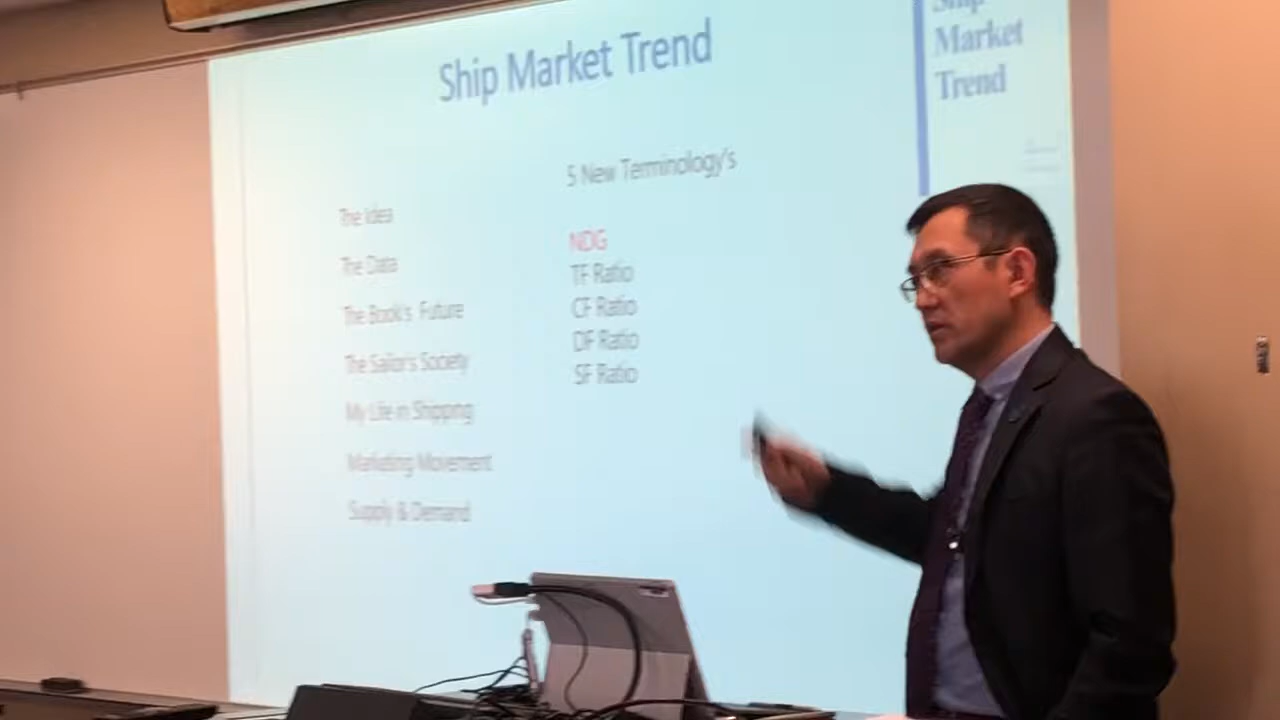 Ship Market Trend
Ship
Market
Trend
5 New Terminology's
The Idea
The Data
The Book's Future
The Sailor's Society
My Life in Shipping
Marketing Movement
Supply & Demand
NDG
TF Ratio
CF Ratio
DF Ratio
SF Ratio